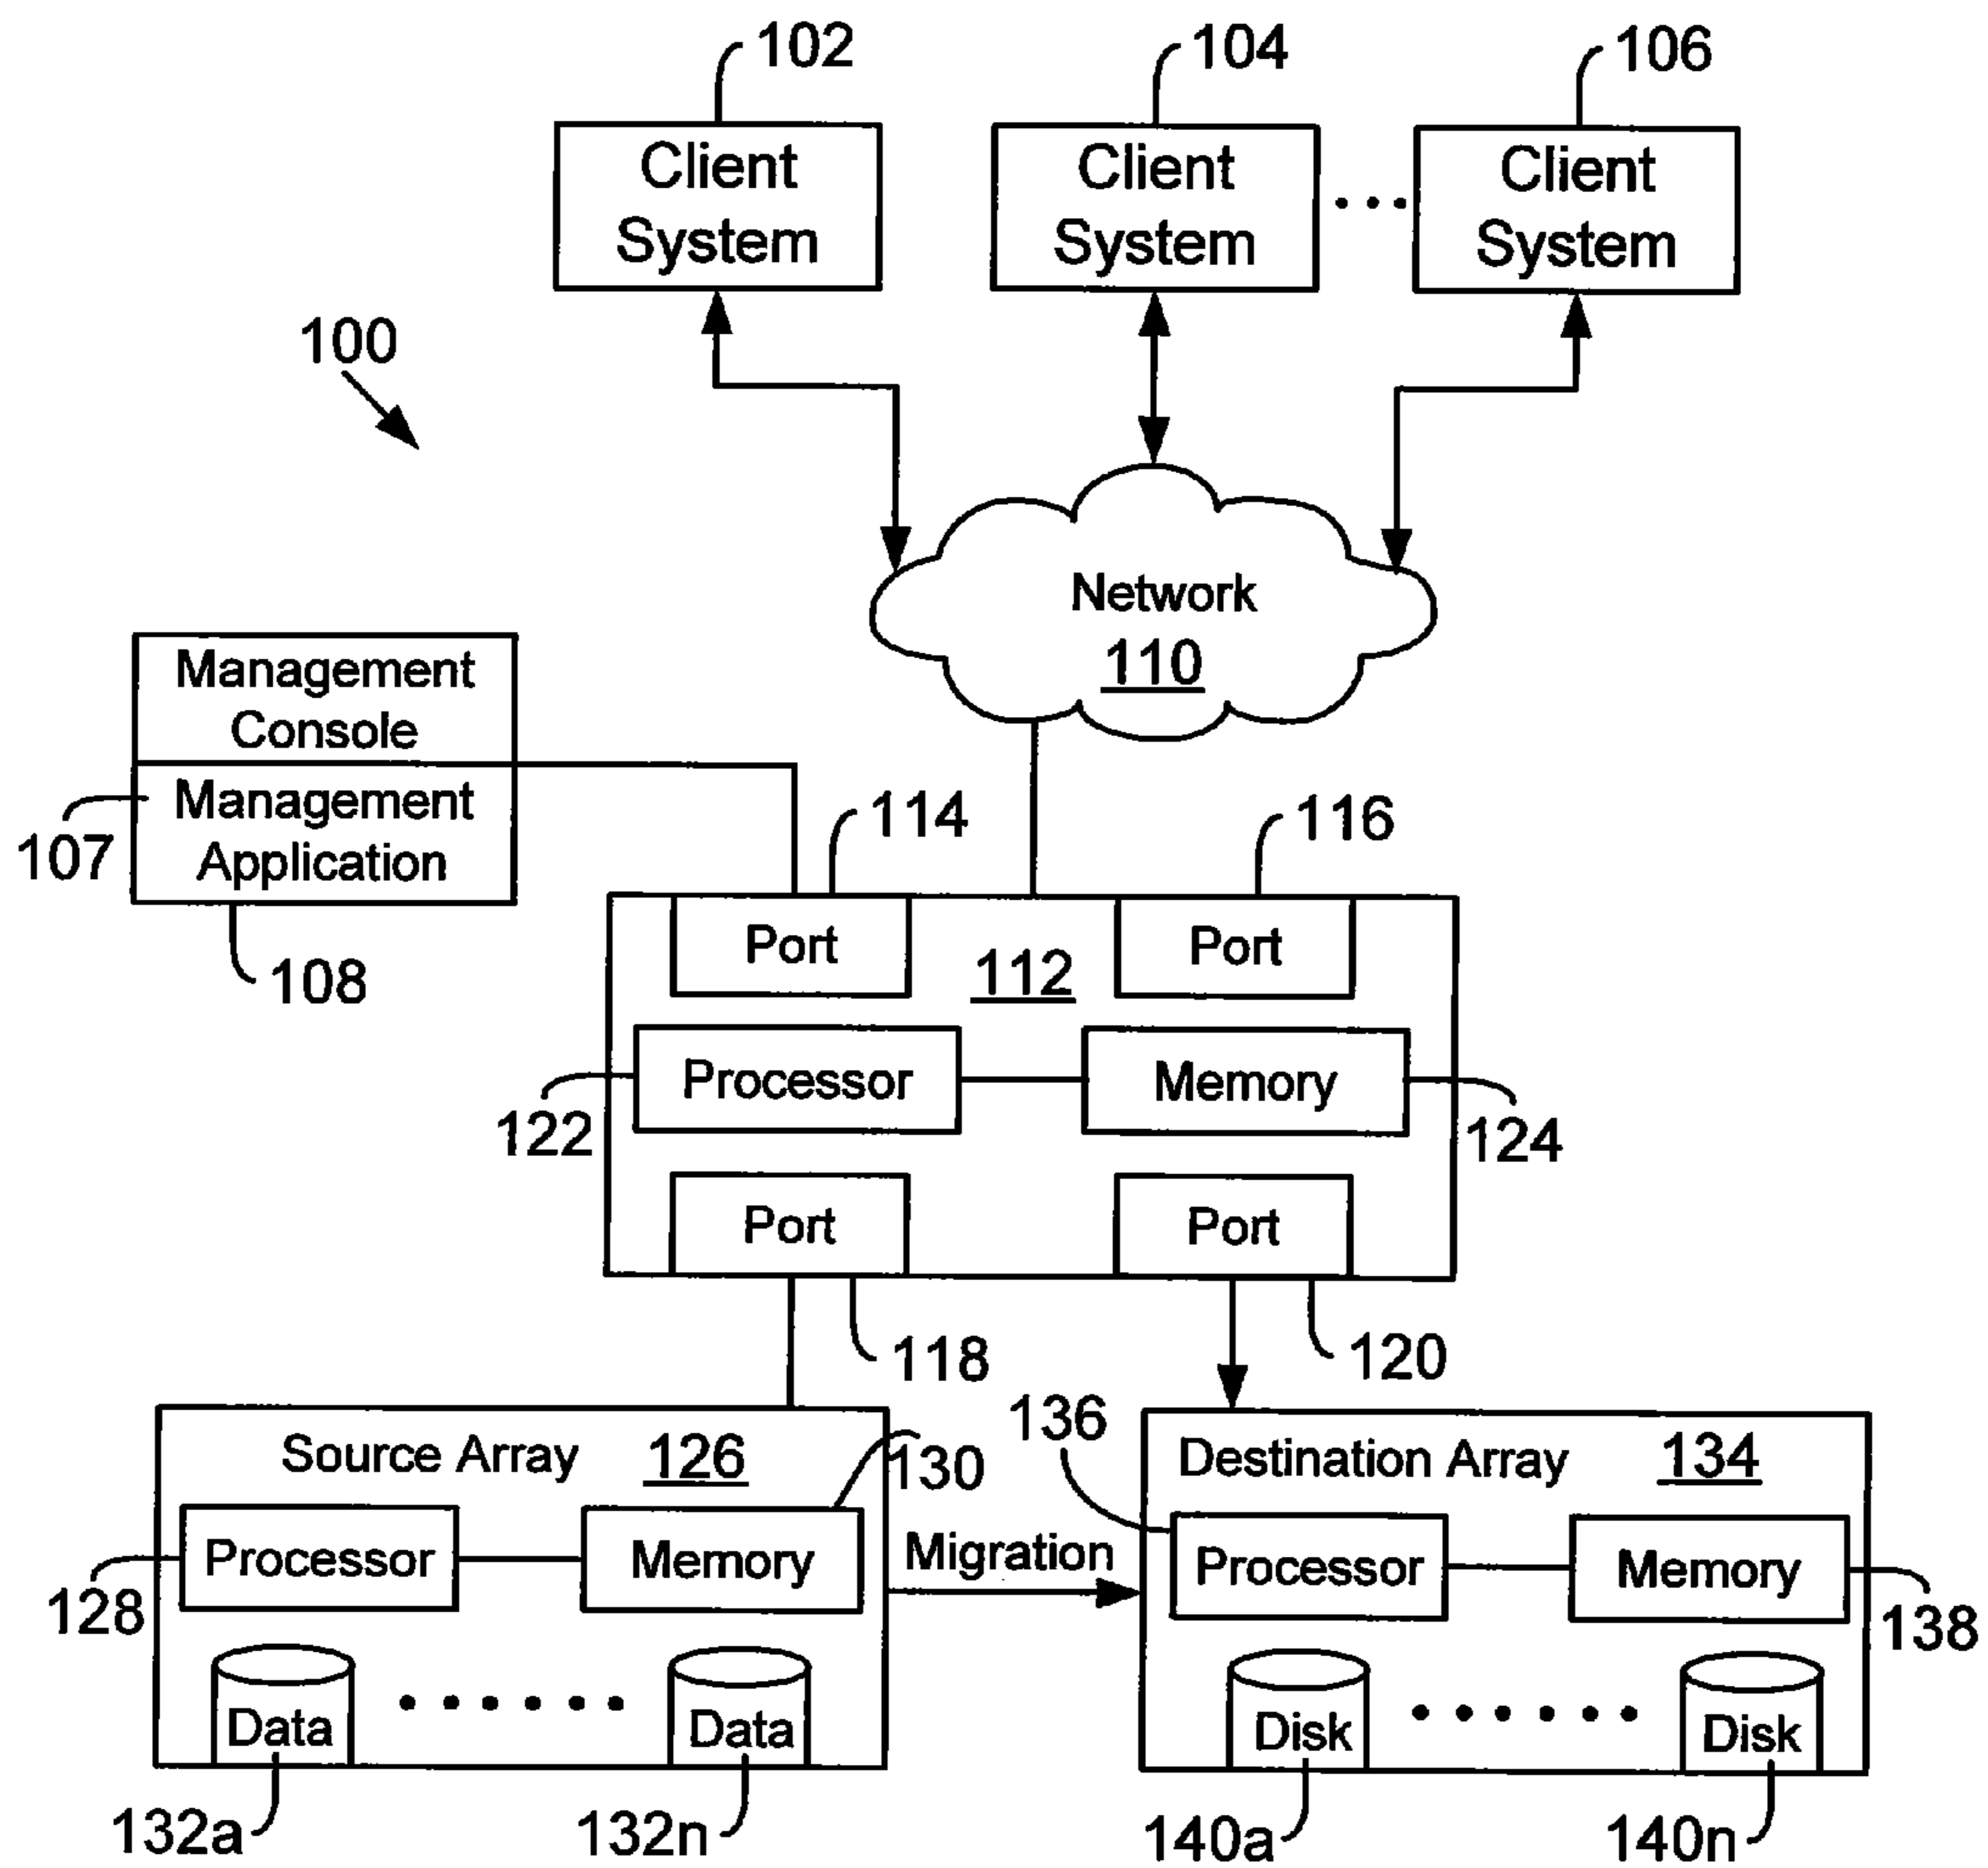 102
104
106
Client
System
Client
System
Client
System
100
Network
110
Management
Console
Management
Application
107
108
114
116
Port
Port
112
Processor
Memory
122
124
Port
Port
118
120
Source Array
126
130
136
Destination Array
134
Processor
Memory
128
Migration
Processor
Memory
138
Data
Data
Disk
Disk
132a
132n
140a
140n